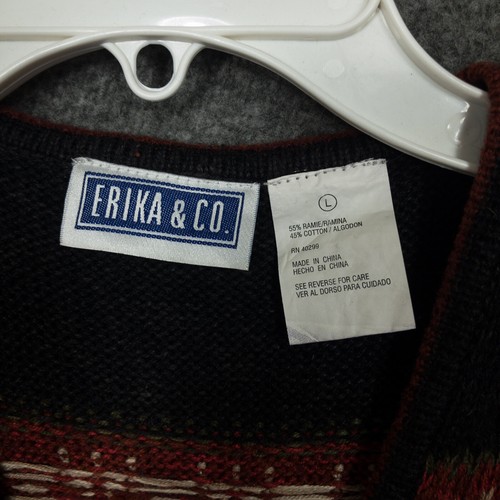 ERIKA & CO.
L
55% RAMIE/RAMINA
45% COTTON / ALGODON
RN 40299
MADE IN CHINA
HECHO EN CHINA
SEE REVERSE FOR CARE
VER AL DORSO PARA CUIDADO